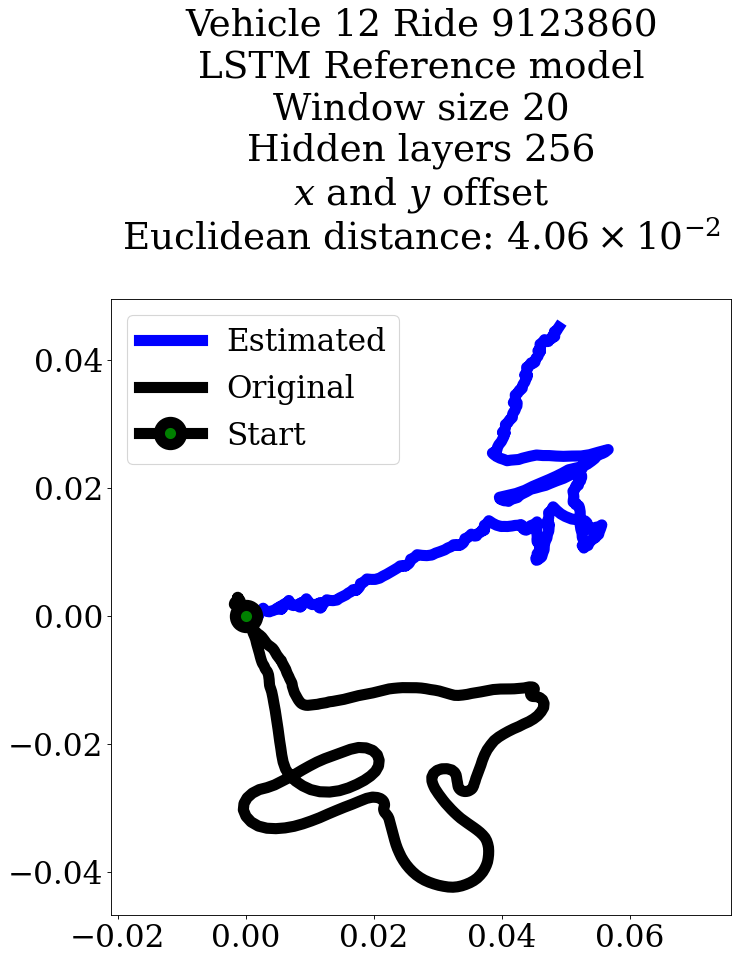 Vehicle 12 Ride 9123860
LSTM Reference model
Window size 20
Hidden layers 256
x and y offset
Euclidean distance: 4.06 × 10⁻²
Estimated
Original
Start
0.04
0.02
0.00
−0.02
−0.04
−0.02 0.00 0.02 0.04 0.06